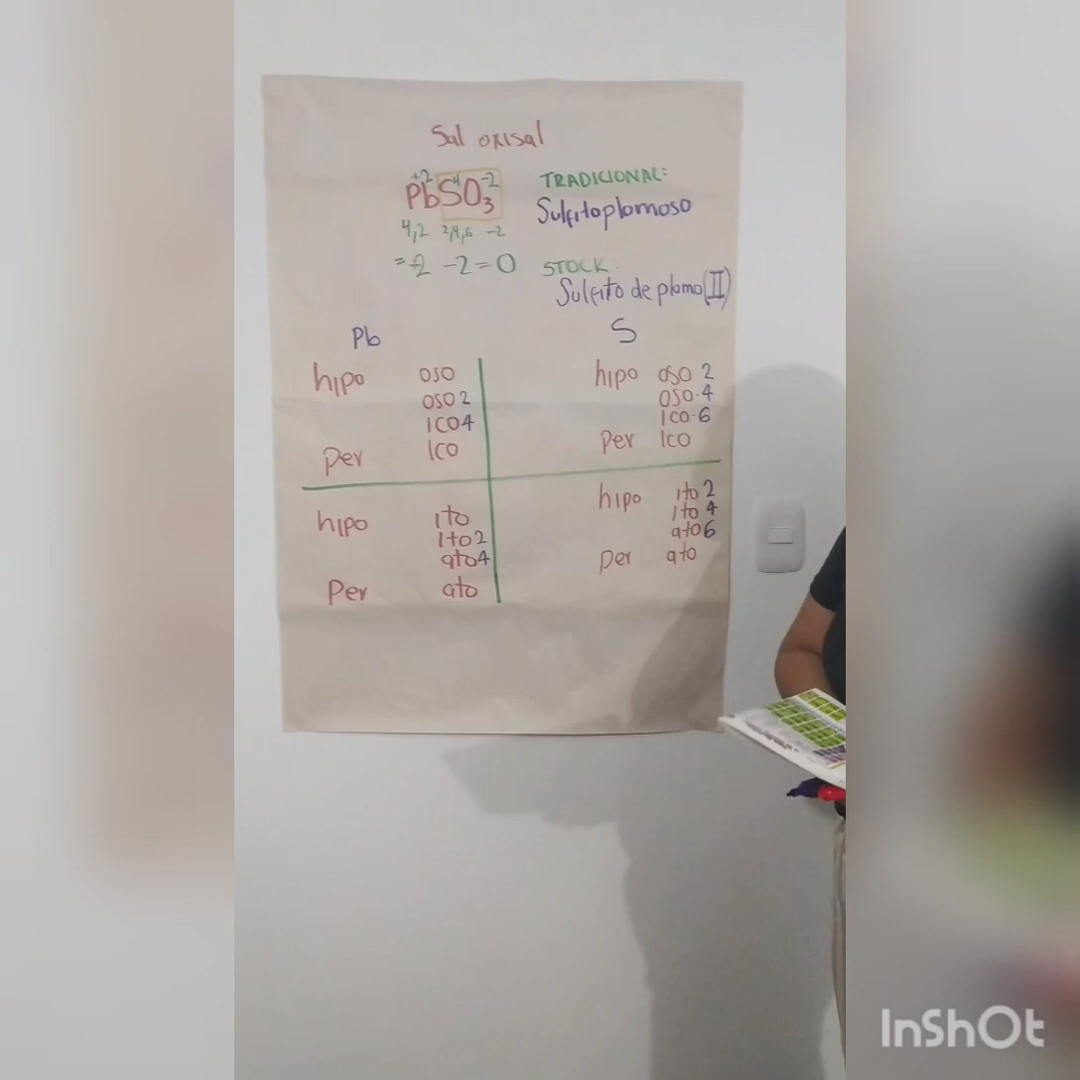 Sal oxisal
+2 4 -2
PbSO3
TRADICIONAL:
Sulfito plomoso
4,2 2,4,6 -2
=+2 -2=0
STOCK:
Sulfito de plomo (II)
Pb
hipo oso
oso 2
Ico 4
Per Ico
S
hipo oso 2
oso·4
Ico·6
Per Ico
hipo Ito
Ito 2
ato 4
Per ato
hipo Ito 2
Ito 4
ato 6
Per ato
InShOt